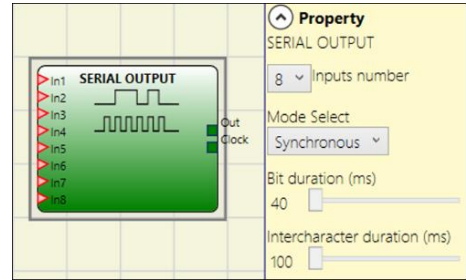 In1
In2
In3
In4
In5
In6
In7
In8
SERIAL OUTPUT
Out
Clock
Property
SERIAL OUTPUT
8 Inputs number
Mode Select
Synchronous
Bit duration (ms)
40
Intercharacter duration (ms)
100